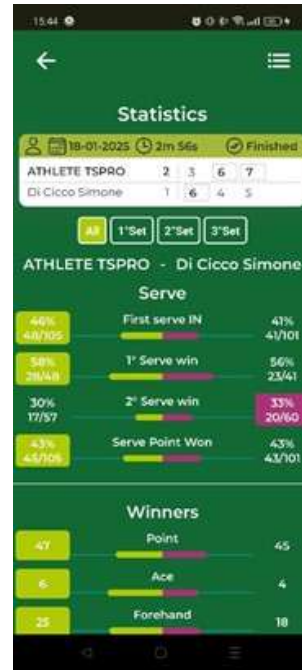 15:44
Statistics
18-01-2025 2m 56s Finished
ATHLETE TSPRO 2 3 6 7
Di Cicco Simone 1 6 4 5
All 1°Set 2°Set 3°Set
ATHLETE TSPRO - Di Cicco Simone
Serve
46% First serve IN 41%
48/105 41/101
58% 1° Serve win 56%
28/48 23/41
30% 2° Serve win 33%
17/57 20/60
43% Serve Point Won 43%
45/105 43/101
Winners
47 Point 45
6 Ace 4
25 Forehand 18